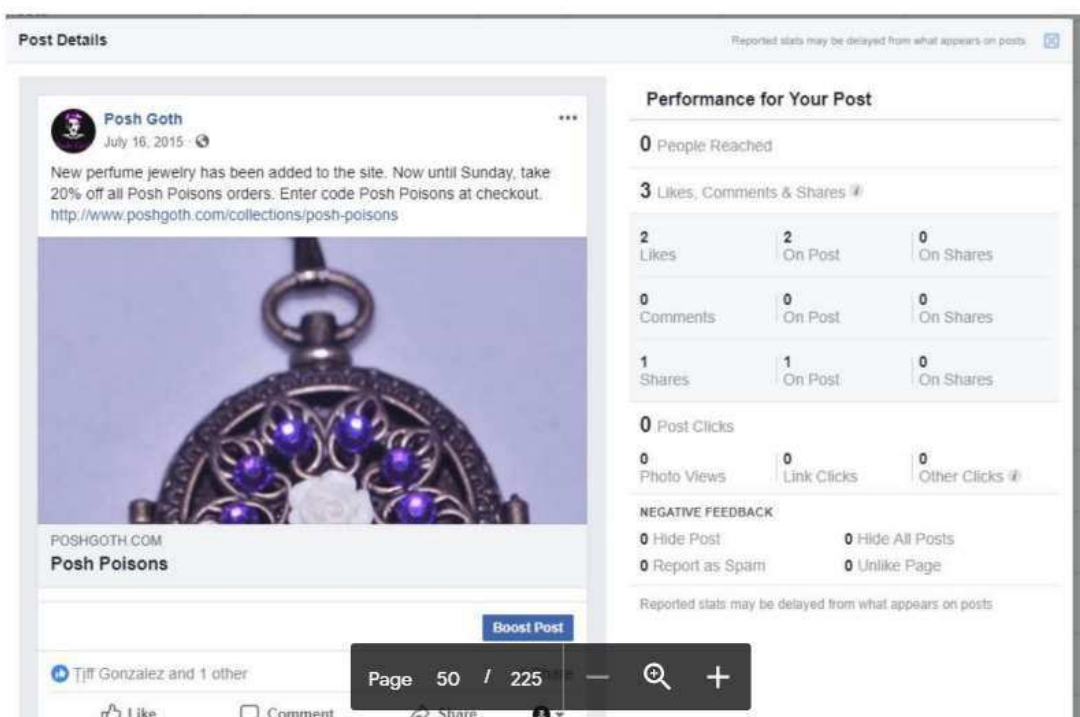 Post Details
Reported stats may be delayed from what appears on posts
Posh Goth
July 16, 2015
New perfume jewelry has been added to the site. Now until Sunday, take
20% off all Posh Poisons orders. Enter code Posh Poisons at checkout.
http://www.poshgoth.com/collections/posh-poisons
POSHGOTH.COM
Posh Poisons
Boost Post
Tiff Gonzalez and 1 other
Like Comment Share
Performance for Your Post
0 People Reached
3 Likes, Comments & Shares
2 2 0
Likes On Post On Shares
0 0 0
Comments On Post On Shares
1 1 0
Shares On Post On Shares
0 Post Clicks
0 0 0
Photo Views Link Clicks Other Clicks
NEGATIVE FEEDBACK
0 Hide Post 0 Hide All Posts
0 Report as Spam 0 Unlike Page
Reported stats may be delayed from what appears on posts
Page 50 / 225